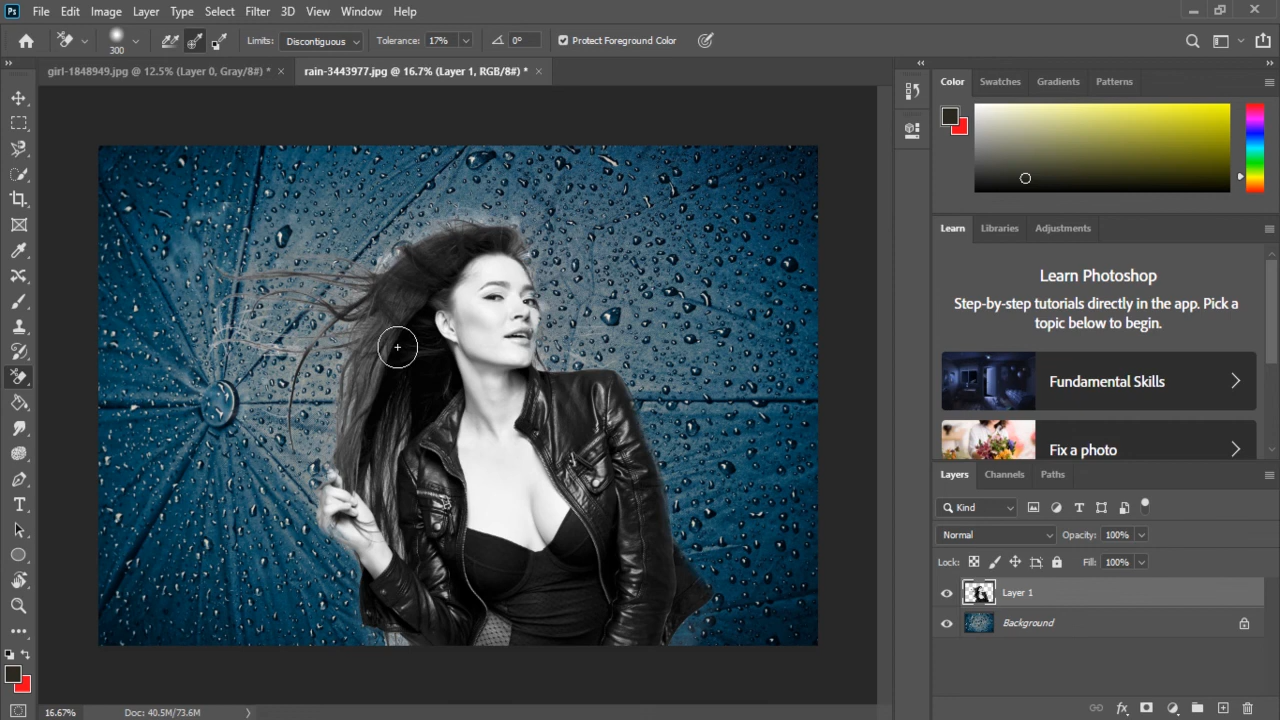 Ps File Edit Image Layer Type Select Filter 3D View Window Help
300 Limits: Discontiguous Tolerance: 17% 0° Protect Foreground Color
girl-1848949.jpg @ 12.5% (Layer 0, Gray/8#) * × rain-3443977.jpg @ 16.7% (Layer 1, RGB/8#) * ×
Color Swatches Gradients Patterns
Learn Libraries Adjustments
Learn Photoshop
Step-by-step tutorials directly in the app. Pick a
topic below to begin.
Fundamental Skills
Fix a photo
Layers Channels Paths
Kind
Normal Opacity: 100%
Lock: Fill: 100%
Layer 1
Background
16.67% Doc: 40.5M/73.6M